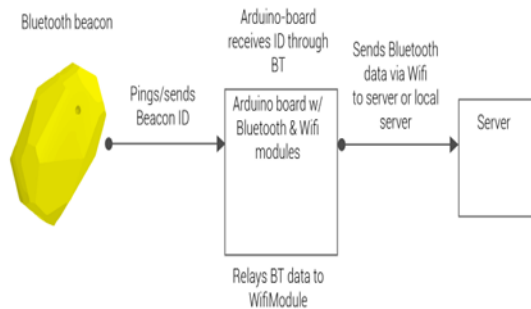 Bluetooth beacon
Pings/sends
Beacon ID
Arduino-board
receives ID through
BT
Arduino board w/
Bluetooth & Wifi
modules
Relays BT data to
WifiModule
Sends Bluetooth
data via Wifi
to server or local
server
Server